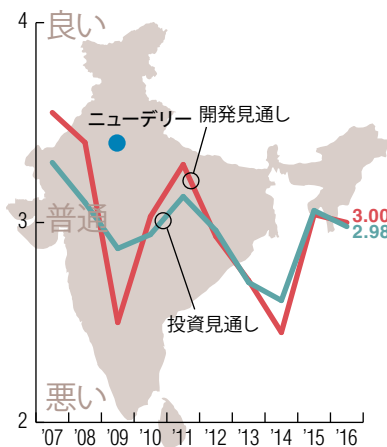 4
良い
ニューデリー
開発見通し
3
普通
3.00
2.98
投資見通し
悪い
2
'07 '08 '09 '10 '11 '12 '13 '14 '15 '16